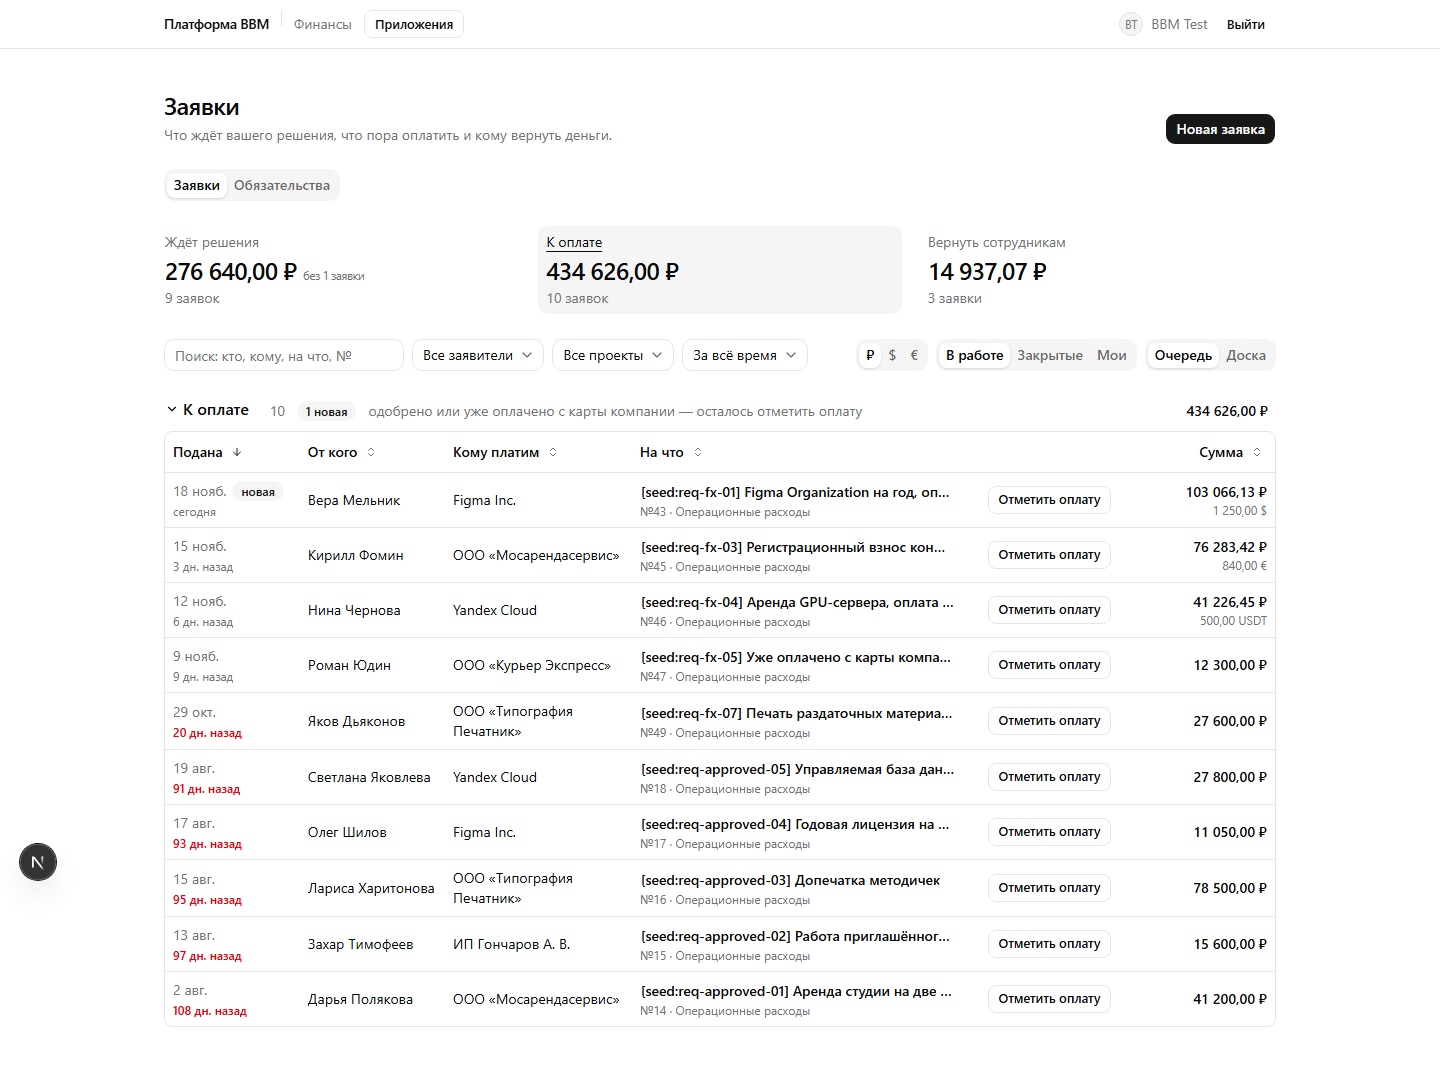 Платформа BBM Финансы Приложения BT BBM Test Выйти
Заявки
Что ждёт вашего решения, что пора оплатить и кому вернуть деньги.
Новая заявка
Заявки Обязательства
Ждёт решения
276 640,00 ₽ без 1 заявки
9 заявок
К оплате
434 626,00 ₽
10 заявок
Вернуть сотрудникам
14 937,07 ₽
3 заявки
Поиск: кто, кому, на что, № Все заявители Все проекты За всё время ₽ $ € В работе Закрытые Мои Очередь Доска
К оплате 10 1 новая одобрено или уже оплачено с карты компании — осталось отметить оплату 434 626,00 ₽
Подана От кого Кому платим На что Сумма
18 нояб. новая
сегодня
Вера Мельник
Figma Inc.
[seed:req-fx-01] Figma Organization на год, оп...
№43 · Операционные расходы
Отметить оплату
103 066,13 ₽
1 250,00 $
15 нояб.
3 дн. назад
Кирилл Фомин
ООО «Мосарендасервис»
[seed:req-fx-03] Регистрационный взнос кон...
№45 · Операционные расходы
Отметить оплату
76 283,42 ₽
840,00 €
12 нояб.
6 дн. назад
Нина Чернова
Yandex Cloud
[seed:req-fx-04] Аренда GPU-сервера, оплата ...
№46 · Операционные расходы
Отметить оплату
41 226,45 ₽
500,00 USDT
9 нояб.
9 дн. назад
Роман Юдин
ООО «Курьер Экспресс»
[seed:req-fx-05] Уже оплачено с карты компа...
№47 · Операционные расходы
Отметить оплату
12 300,00 ₽
29 окт.
20 дн. назад
Яков Дьяконов
ООО «Типография
Печатник»
[seed:req-fx-07] Печать раздаточных материа...
№49 · Операционные расходы
Отметить оплату
27 600,00 ₽
19 авг.
91 дн. назад
Светлана Яковлева
Yandex Cloud
[seed:req-approved-05] Управляемая база дан...
№18 · Операционные расходы
Отметить оплату
27 800,00 ₽
17 авг.
93 дн. назад
Олег Шилов
Figma Inc.
[seed:req-approved-04] Годовая лицензия на ...
№17 · Операционные расходы
Отметить оплату
11 050,00 ₽
15 авг.
95 дн. назад
Лариса Харитонова
ООО «Типография
Печатник»
[seed:req-approved-03] Допечатка методичек
№16 · Операционные расходы
Отметить оплату
78 500,00 ₽
13 авг.
97 дн. назад
Захар Тимофеев
ИП Гончаров А. В.
[seed:req-approved-02] Работа приглашённог...
№15 · Операционные расходы
Отметить оплату
15 600,00 ₽
2 авг.
108 дн. назад
Дарья Полякова
ООО «Мосарендасервис»
[seed:req-approved-01] Аренда студии на две ...
№14 · Операционные расходы
Отметить оплату
41 200,00 ₽
N